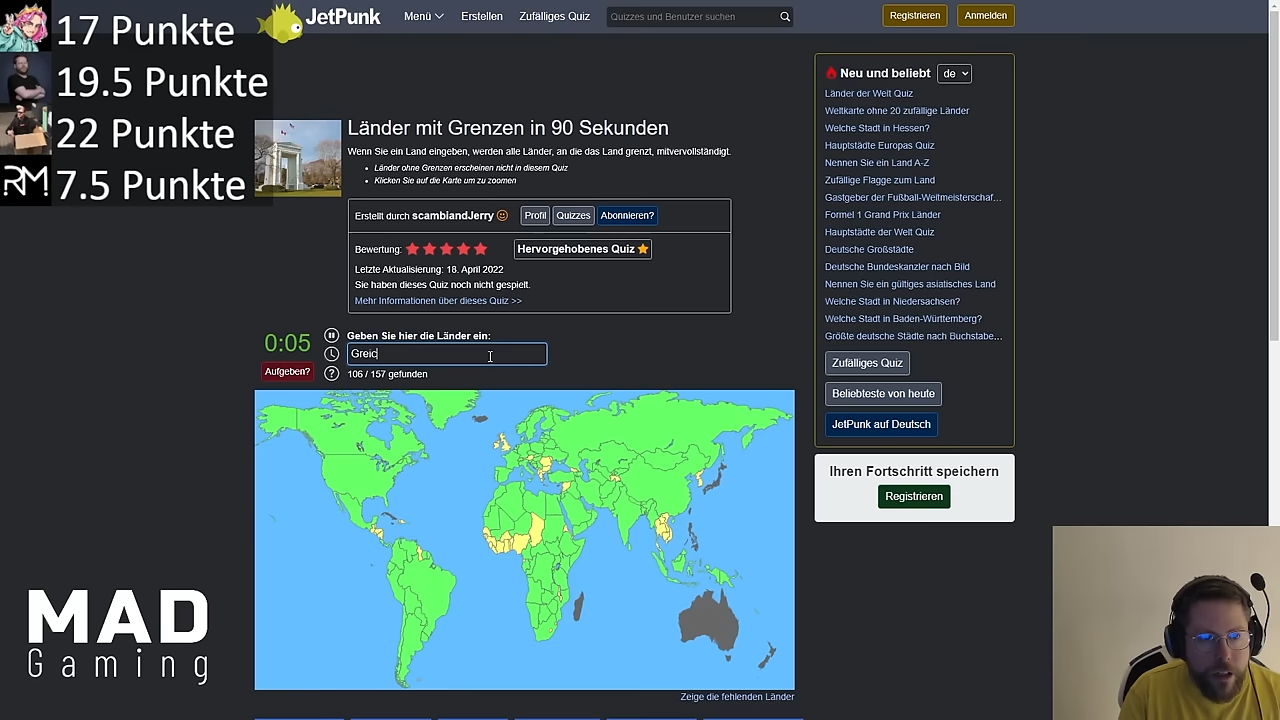 17 Punkte
19.5 Punkte
22 Punkte
RM!
7.5 Punkte
JetPunk
Menü
Erstellen
Zufälliges Quiz
Quizzes und Benutzer suchen
Registrieren
Anmelden
Länder mit Grenzen in 90 Sekunden
Wenn Sie ein Land eingeben, werden alle Länder, an die das Land grenzt, mitvervollständigt.
Länder ohne Grenzen erscheinen nicht in diesem Quiz
Klicken Sie auf die Karte um zu zoomen
Erstellt durch scambiandJerry
Profil
Quizzes
Abonnieren?
Bewertung:
Hervorgehobenes Quiz
Letzte Aktualisierung: 18. April 2022
Sie haben dieses Quiz noch nicht gespielt.
Mehr Informationen über dieses Quiz >>
0:05
Aufgeben?
Geben Sie hier die Länder ein:
Greic
106 / 157 gefunden
Zeige die fehlenden Länder
Neu und beliebt
de
Länder der Welt Quiz
Weltkarte ohne 20 zufällige Länder
Welche Stadt in Hessen?
Hauptstädte Europas Quiz
Nennen Sie ein Land A-Z
Zufällige Flagge zum Land
Gastgeber der Fußball-Weltmeisterschaf...
Formel 1 Grand Prix Länder
Hauptstädte der Welt Quiz
Deutsche Großstädte
Deutsche Bundeskanzler nach Bild
Nennen Sie ein gültiges asiatisches Land
Welche Stadt in Niedersachsen?
Welche Stadt in Baden-Württemberg?
Größte deutsche Städte nach Buchstabe...
Zufälliges Quiz
Beliebteste von heute
JetPunk auf Deutsch
Ihren Fortschritt speichern
Registrieren
MAD
Gaming